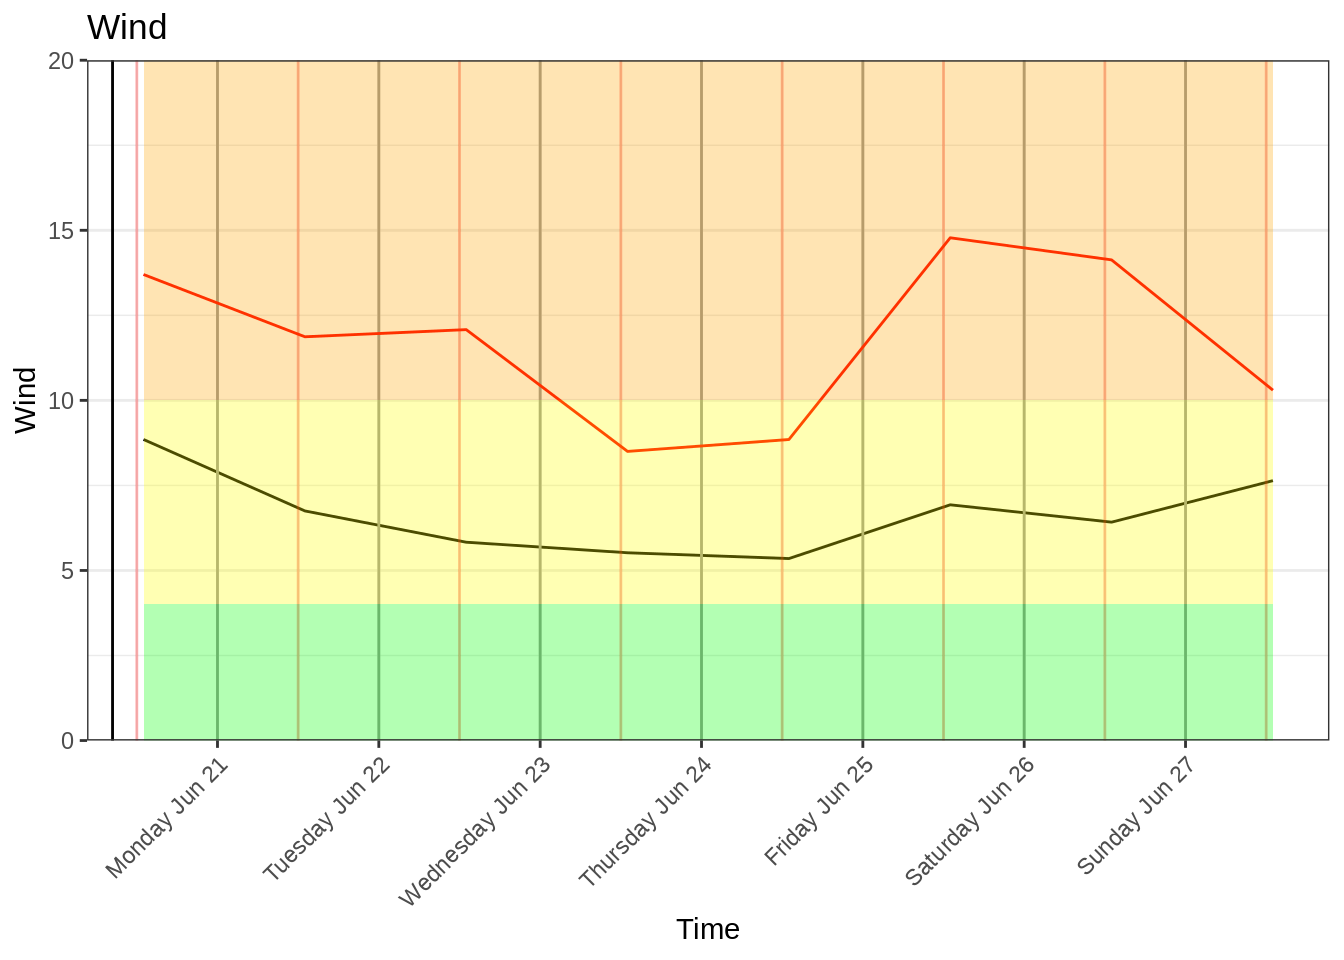 Wind
20
15
10
5
0
Wind
Monday Jun 21
Tuesday Jun 22
Wednesday Jun 23
Thursday Jun 24
Friday Jun 25
Saturday Jun 26
Sunday Jun 27
Time